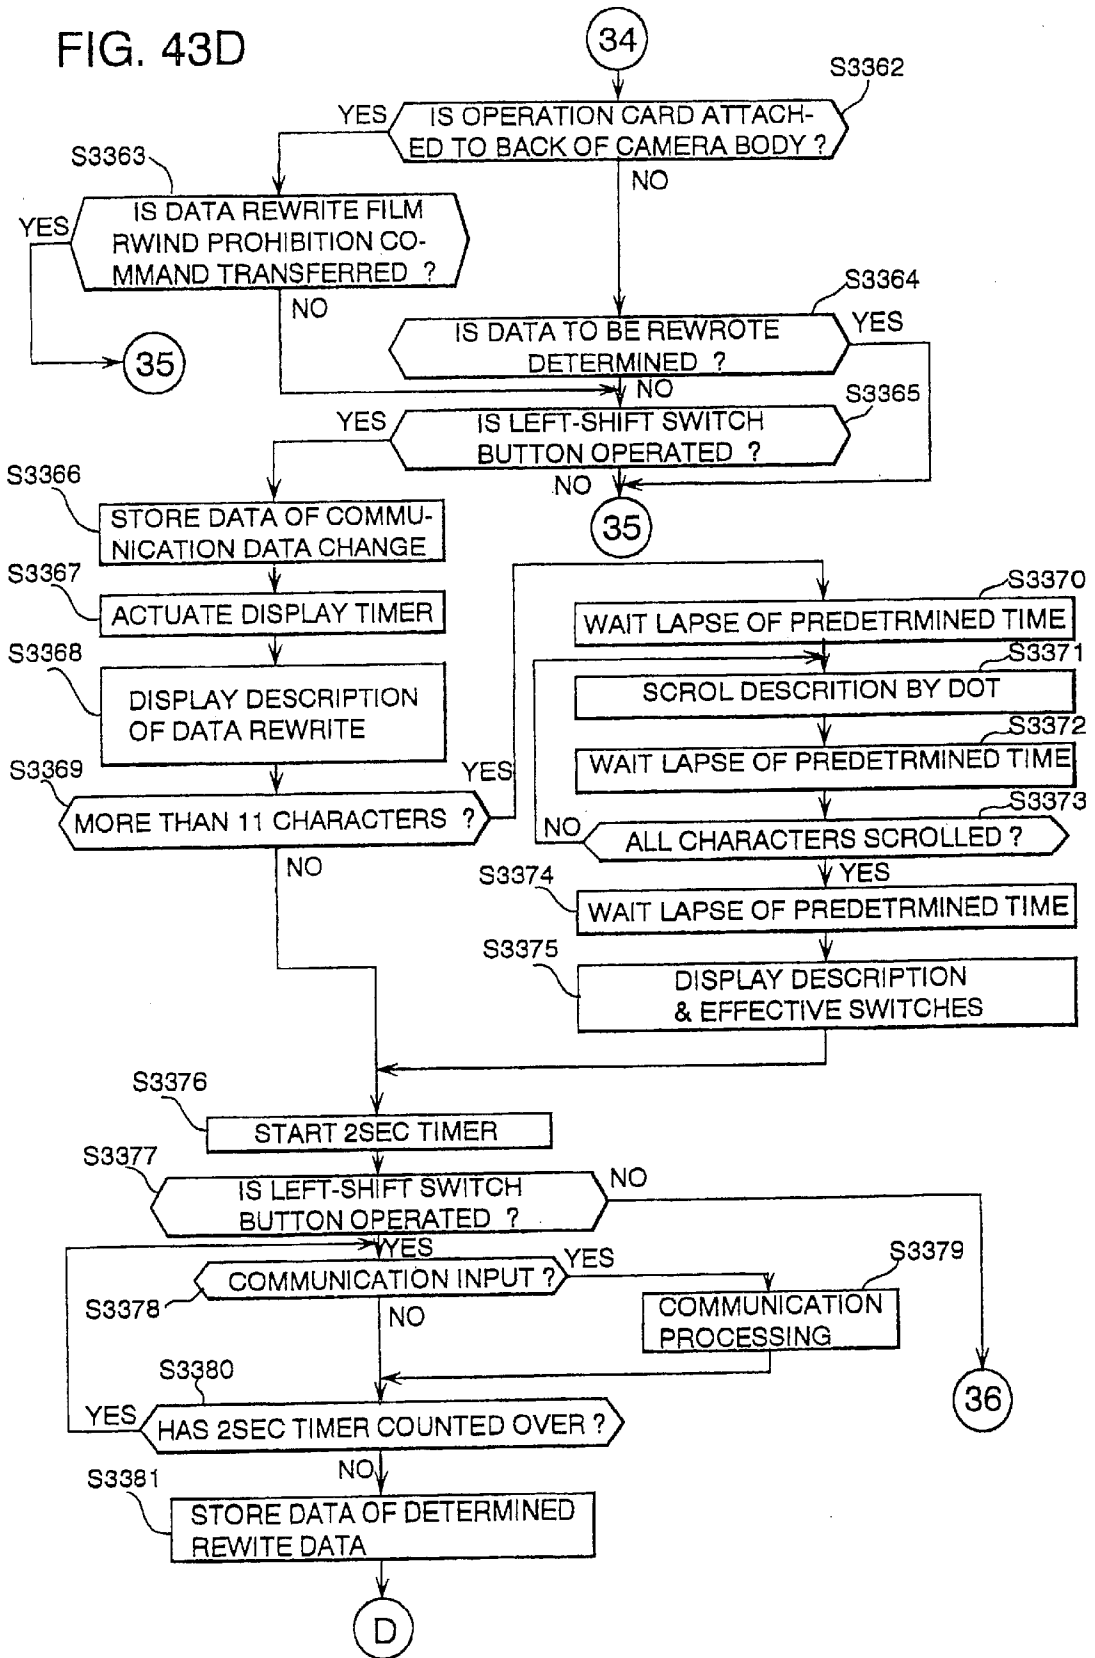 FIG. 43D
34
S3362
YES
IS OPERATION CARD ATTACH-
ED TO BACK OF CAMERA BODY ?
NO
S3363
YES
IS DATA REWRITE FILM
RWIND PROHIBITION CO-
MMAND TRANSFERRED ?
NO
35
S3364
IS DATA TO BE REWROTE
DETERMINED ?
YES
NO
S3365
YES
IS LEFT-SHIFT SWITCH
BUTTON OPERATED ?
NO
35
S3366
STORE DATA OF COMMU-
NICATION DATA CHANGE
S3367
ACTUATE DISPLAY TIMER
S3368
DISPLAY DESCRIPTION
OF DATA REWRITE
S3369
MORE THAN 11 CHARACTERS ?
YES
NO
S3370
WAIT LAPSE OF PREDETRMINED TIME
S3371
SCROL DESCRITION BY DOT
S3372
WAIT LAPSE OF PREDETRMINED TIME
S3373
NO
ALL CHARACTERS SCROLLED ?
YES
S3374
WAIT LAPSE OF PREDETRMINED TIME
S3375
DISPLAY DESCRIPTION
& EFFECTIVE SWITCHES
S3376
START 2SEC TIMER
S3377
IS LEFT-SHIFT SWITCH
BUTTON OPERATED ?
NO
YES
S3378
COMMUNICATION INPUT ?
YES
NO
S3379
COMMUNICATION
PROCESSING
36
S3380
YES
HAS 2SEC TIMER COUNTED OVER ?
NO
S3381
STORE DATA OF DETERMINED
REWITE DATA
D